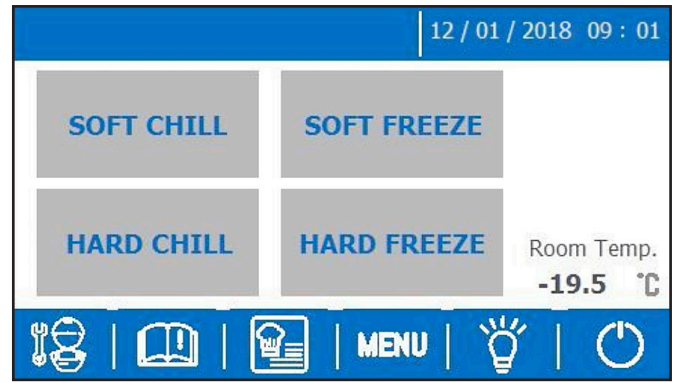 12 / 01 / 2018 09 : 01
SOFT CHILL SOFT FREEZE
HARD CHILL HARD FREEZE
Room Temp.
-19.5 °C
MENU